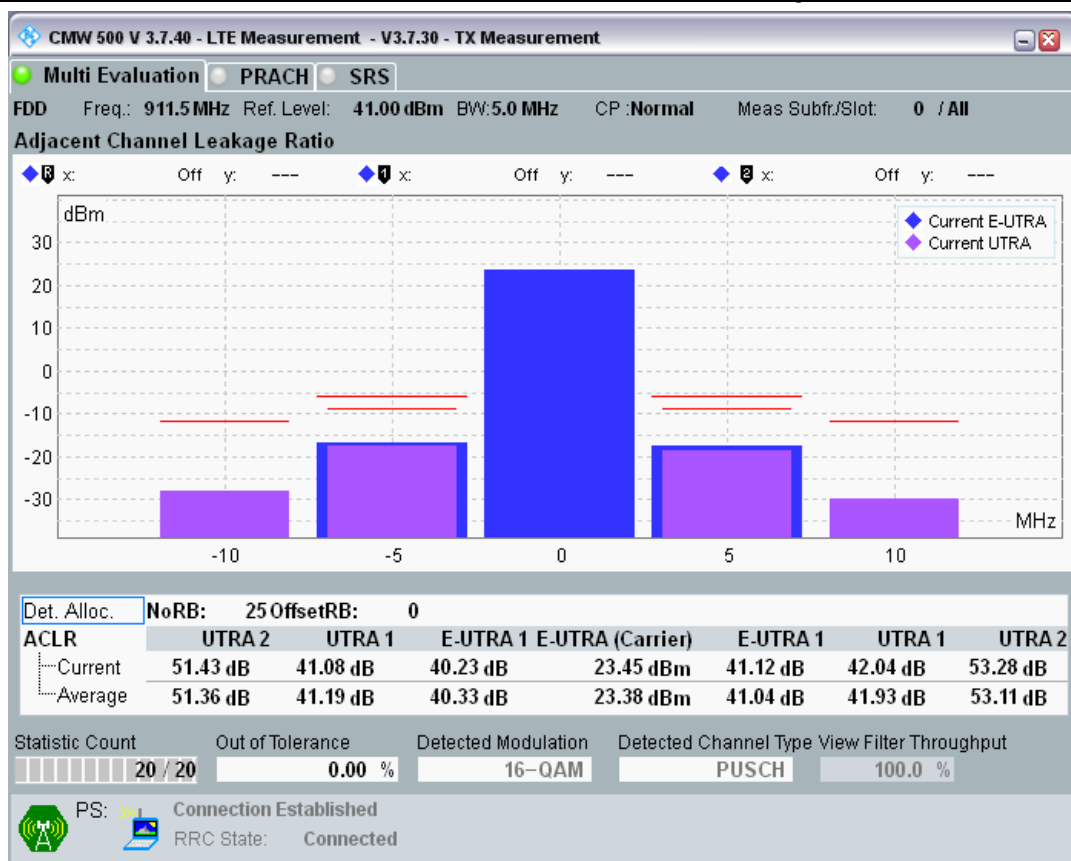 CMW 500 V 3.7.40 - LTE Measurement - V3.7.30 - TX Measurement
Multi Evaluation PRACH SRS
FDD Freq.: 911.5 MHz Ref. Level: 41.00 dBm BW:5.0 MHz CP :Normal Meas Subfr./Slot: 0 / All
Adjacent Channel Leakage Ratio
R x: Off y: --- 1 x: Off y: --- 2 x: Off y: ---
dBm
Current E-UTRA
Current UTRA
30
20
10
0
-10
-20
-30
MHz
-10 -5 0 5 10
Det. Alloc. NoRB: 25 OffsetRB: 0
ACLR UTRA 2 UTRA 1 E-UTRA 1 E-UTRA (Carrier) E-UTRA 1 UTRA 1 UTRA 2
Current 51.43 dB 41.08 dB 40.23 dB 23.45 dBm 41.12 dB 42.04 dB 53.28 dB
Average 51.36 dB 41.19 dB 40.33 dB 23.38 dBm 41.04 dB 41.93 dB 53.11 dB
Statistic Count Out of Tolerance Detected Modulation Detected Channel Type View Filter Throughput
20 / 20 0.00 % 16-QAM PUSCH 100.0 %
PS: Connection Established
RRC State: Connected